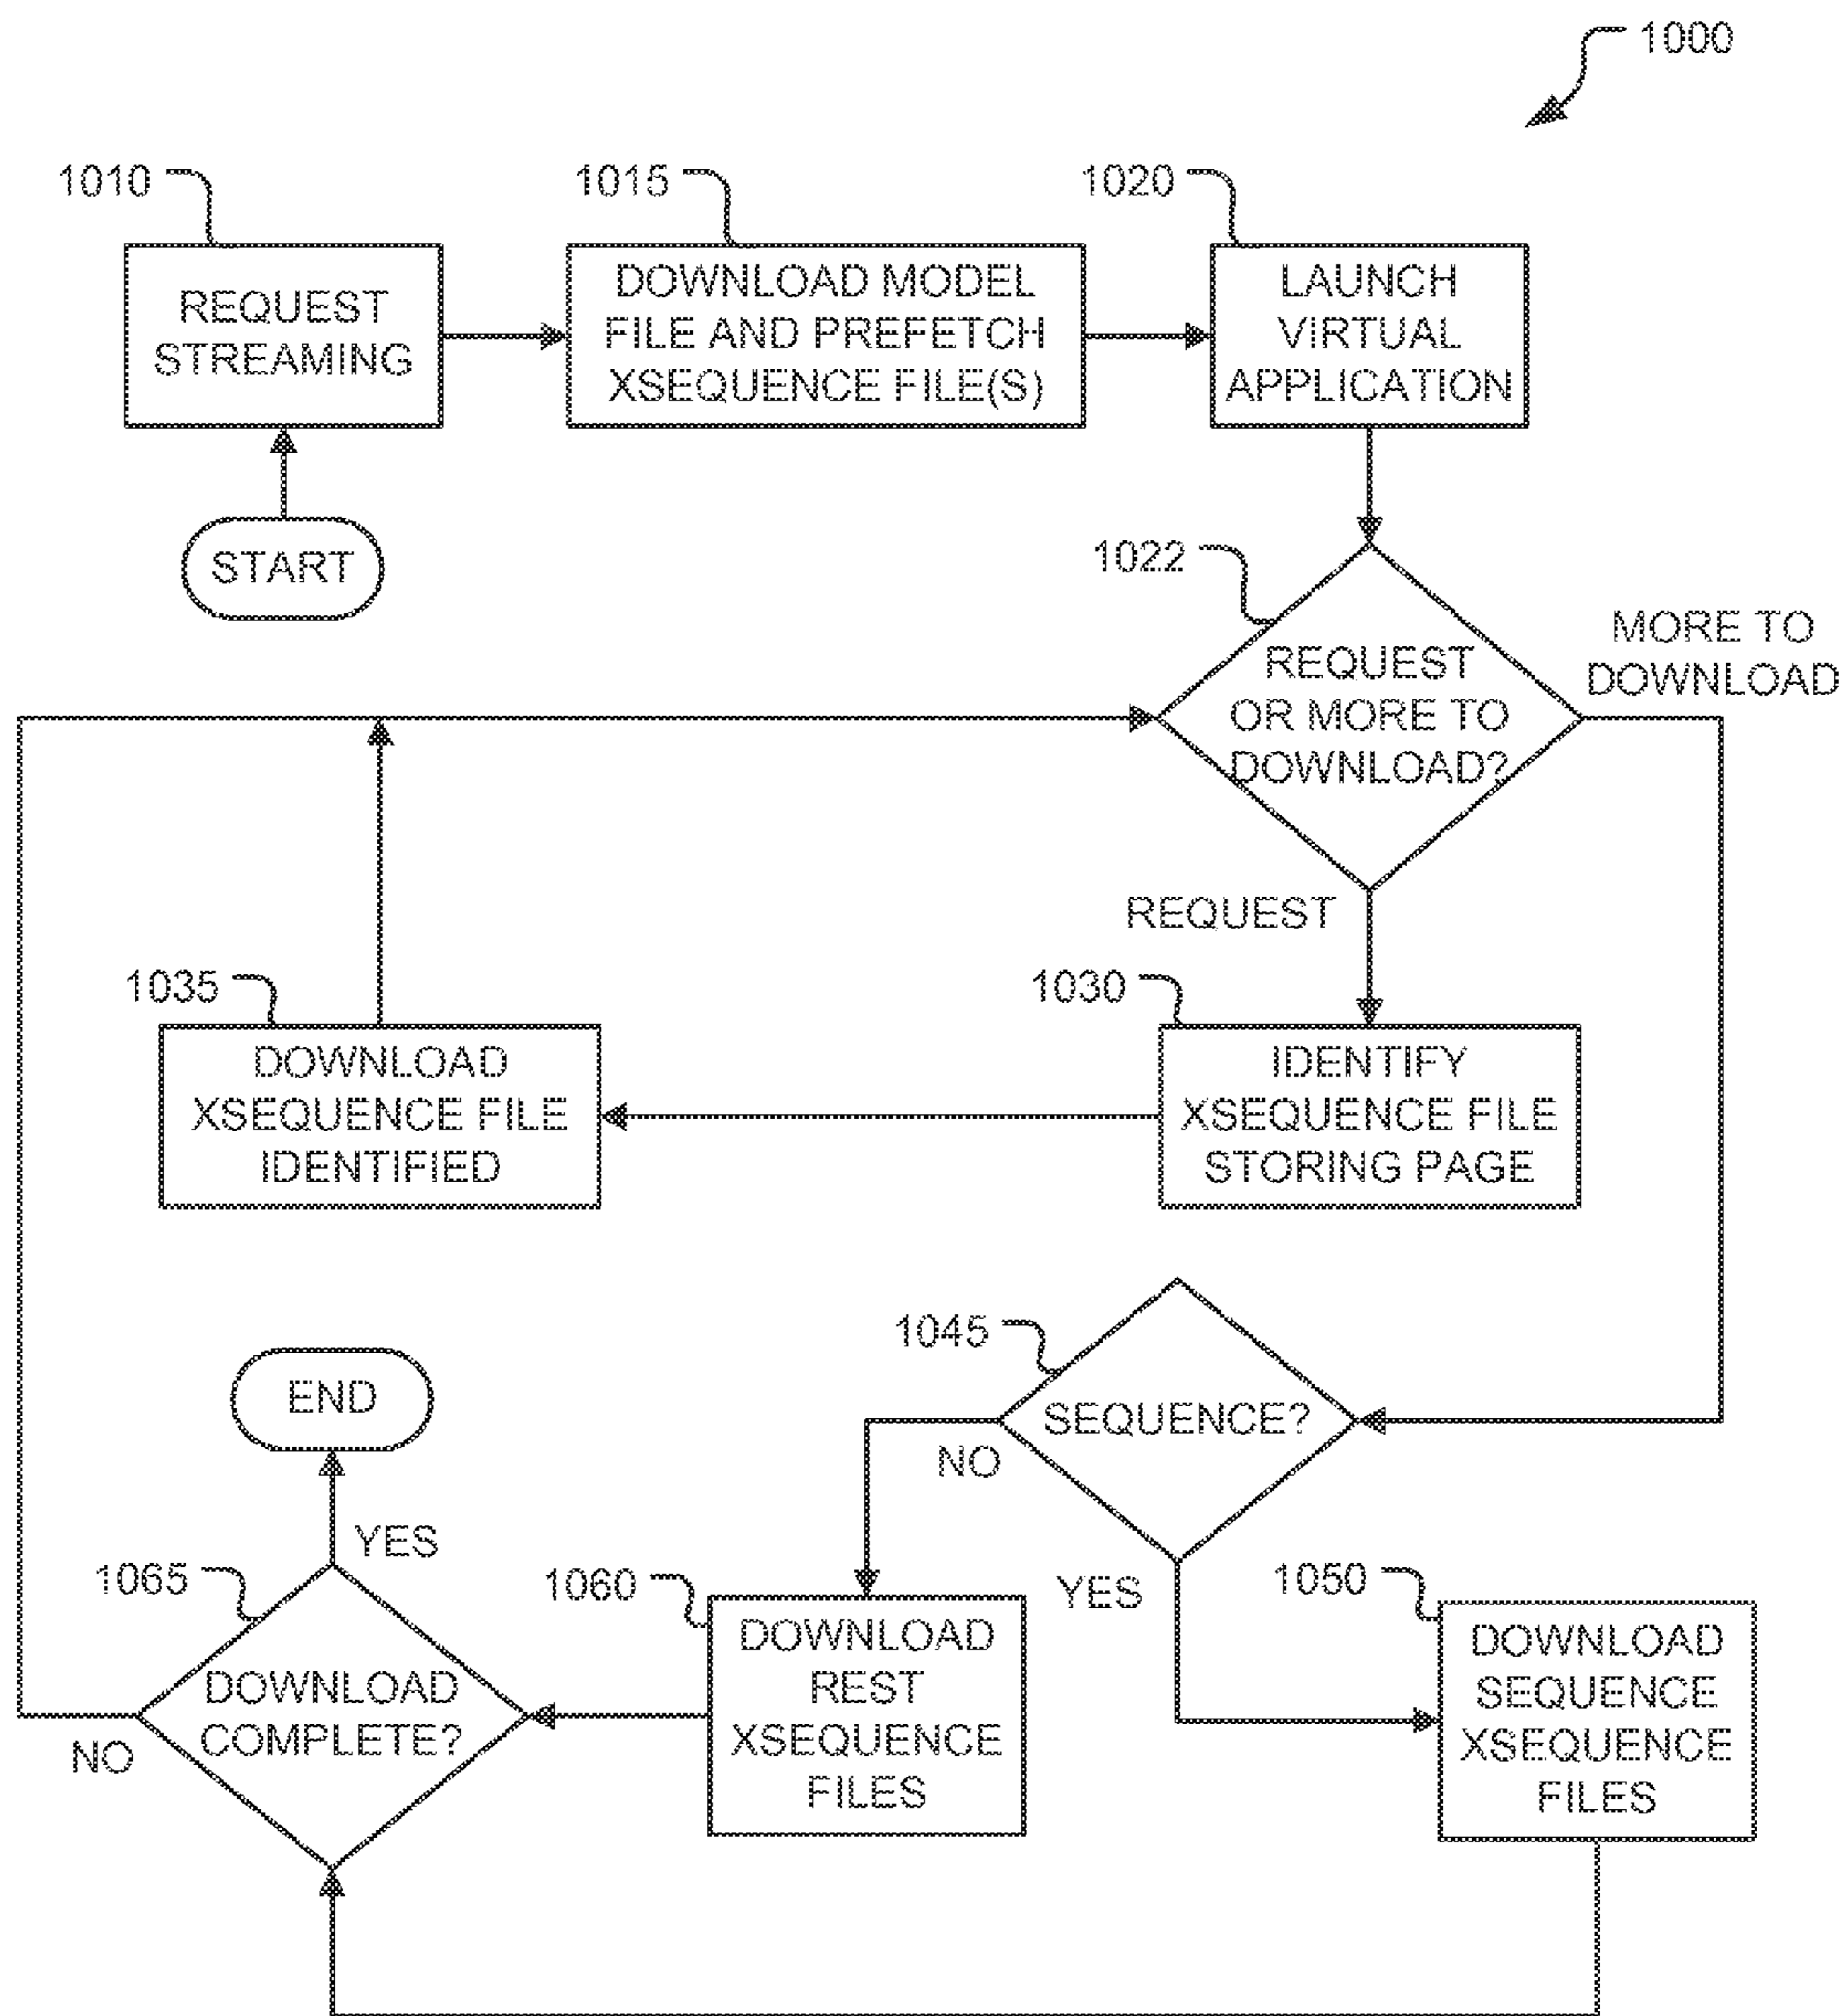 1000
1010
1015
1020
REQUEST
STREAMING
DOWNLOAD MODEL
FILE AND PREFETCH
XSEQUENCE FILE(S)
LAUNCH
VIRTUAL
APPLICATION
START
1022
REQUEST
OR MORE TO
DOWNLOAD?
MORE TO
DOWNLOAD
REQUEST
1035
1030
DOWNLOAD
XSEQUENCE FILE
IDENTIFIED
IDENTIFY
XSEQUENCE FILE
STORING PAGE
1045
SEQUENCE?
END
NO
YES
YES
1065
1060
1050
DOWNLOAD
COMPLETE?
NO
DOWNLOAD
REST
XSEQUENCE
FILES
DOWNLOAD
SEQUENCE
XSEQUENCE
FILES